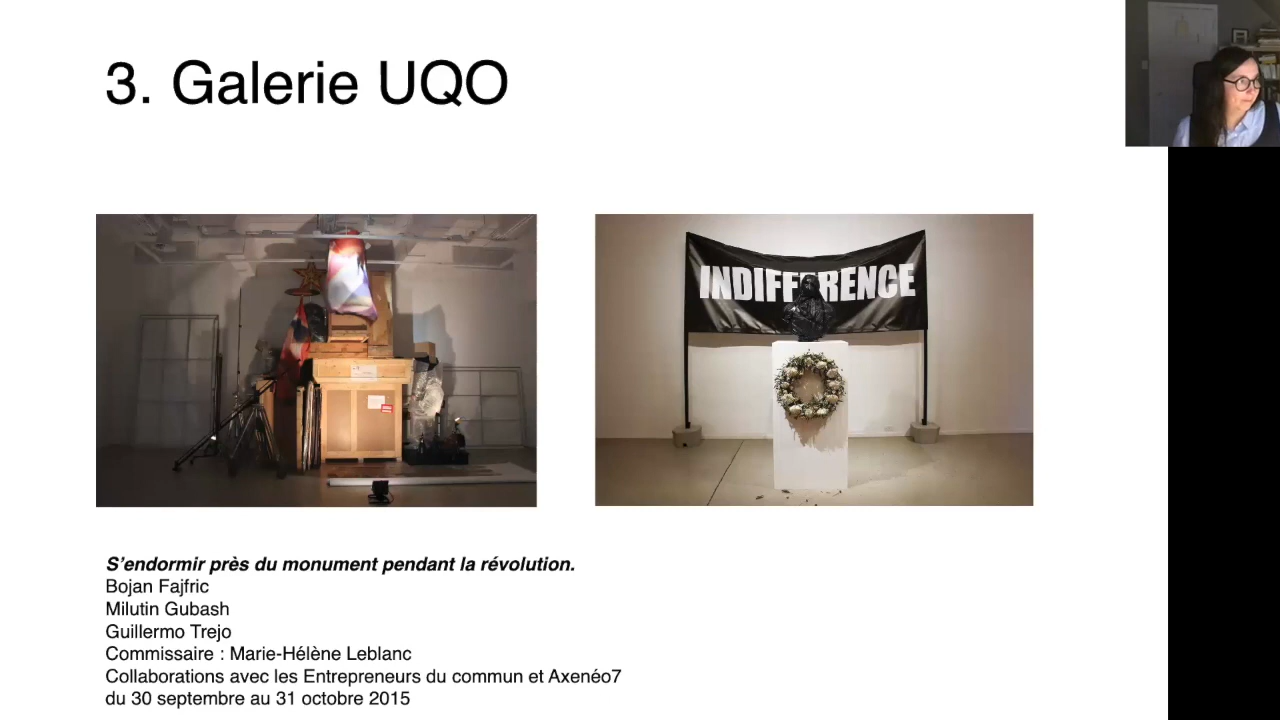 3. Galerie UQO
INDIFFERENCE
S'endormir près du monument pendant la révolution.
Bojan Fajfric
Milutin Gubash
Guillermo Trejo
Commissaire : Marie-Hélène Leblanc
Collaborations avec les Entrepreneurs du commun et Axenéo7
du 30 septembre au 31 octobre 2015